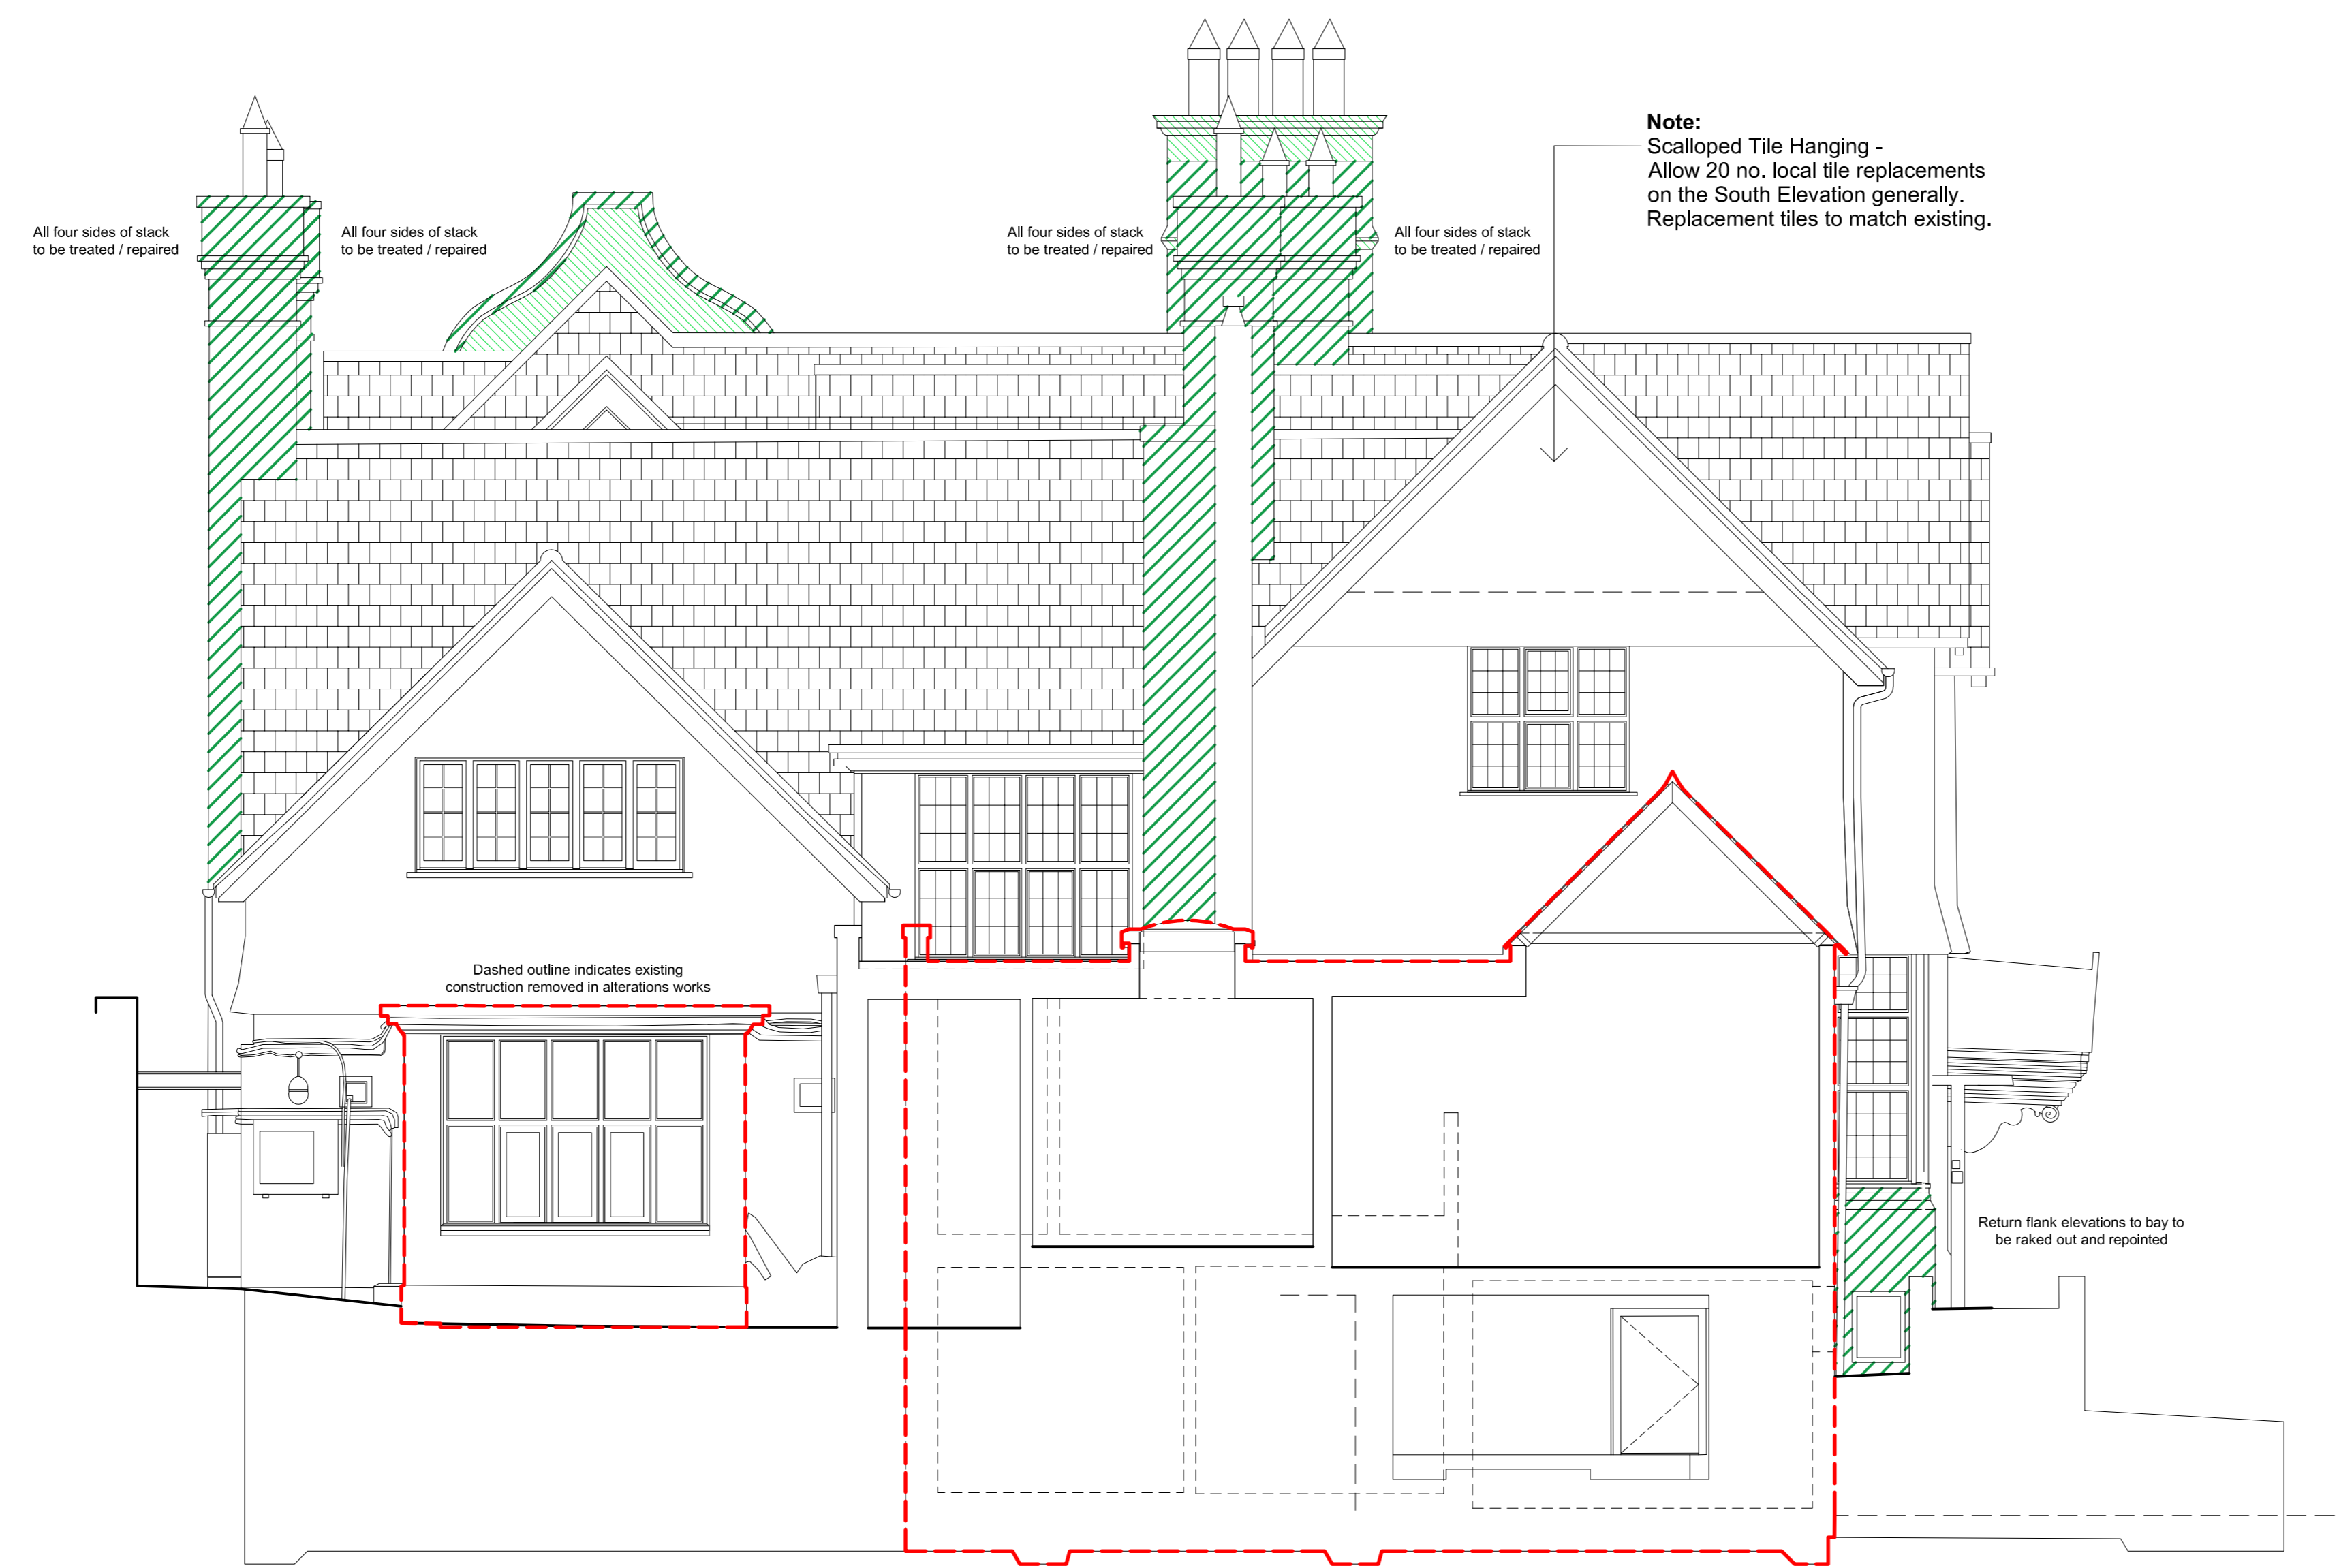 Note:
Scalloped Tile Hanging -
Allow 20 no. local tile replacements
on the South Elevation generally.
Replacement tiles to match existing.
All four sides of stack
to be treated / repaired
All four sides of stack
to be treated / repaired
All four sides of stack
to be treated / repaired
All four sides of stack
to be treated / repaired
Dashed outline indicates existing
construction removed in alterations works
Return flank elevations to bay to
be raked out and repointed